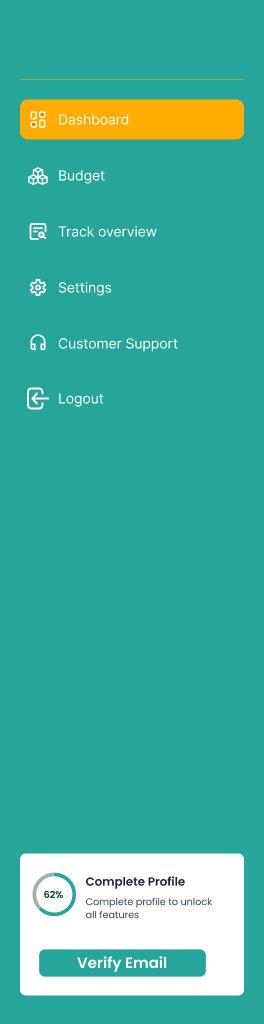 Dashboard
Budget
Track overview
Settings
Customer Support
Logout
62%
Complete Profile
Complete profile to unlock
all features
Verify Email